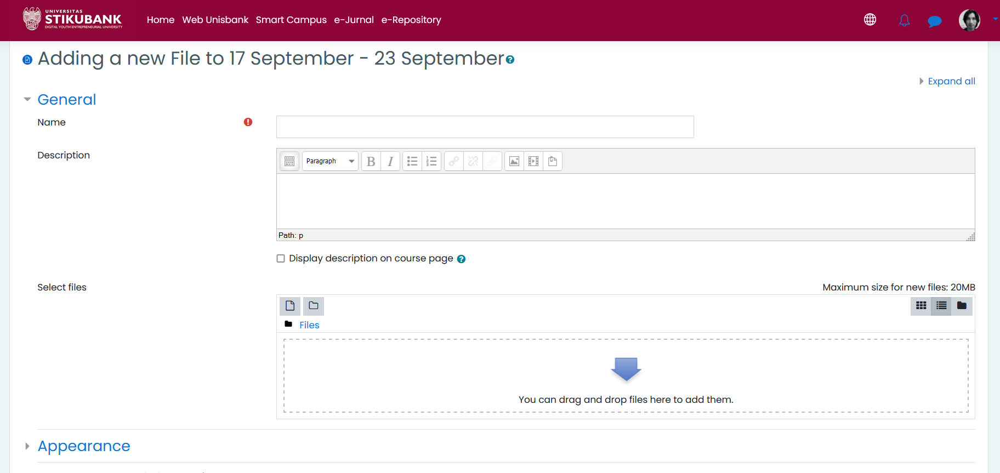 UNIVERSITAS
STIKUBANK
DIGITAL YOUTH ENTREPRENEURIAL UNIVERSITY
Home Web Unisbank Smart Campus e-Jurnal e-Repository
Adding a new File to 17 September - 23 September
Expand all
General
Name
Description
Paragraph
B I
Path: p
Display description on course page
Select files
Maximum size for new files: 20MB
Files
You can drag and drop files here to add them.
Appearance